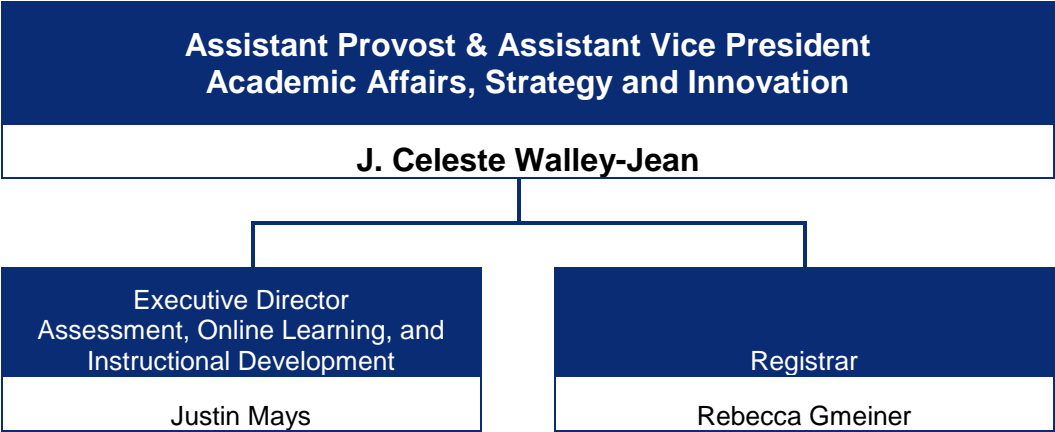 Assistant Provost & Assistant Vice President
Academic Affairs, Strategy and Innovation
J. Celeste Walley-Jean
Executive Director
Assessment, Online Learning, and
Instructional Development
Justin Mays
Registrar
Rebecca Gmeiner